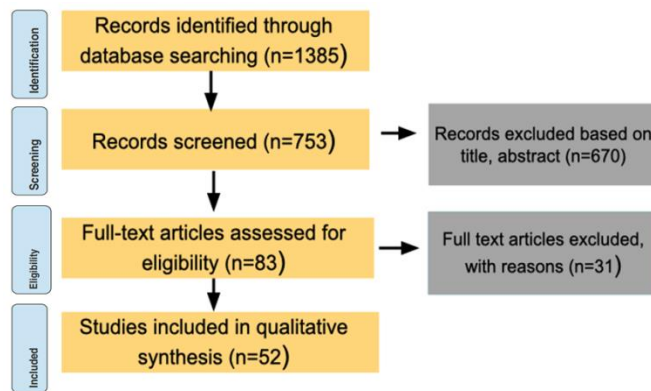 Identification
Records identified through
database searching (n=1385)
Screening
Records screened (n=753)
Records excluded based on
title, abstract (n=670)
Eligibility
Full-text articles assessed for
eligibility (n=83)
Full text articles excluded,
with reasons (n=31)
Included
Studies included in qualitative
synthesis (n=52)